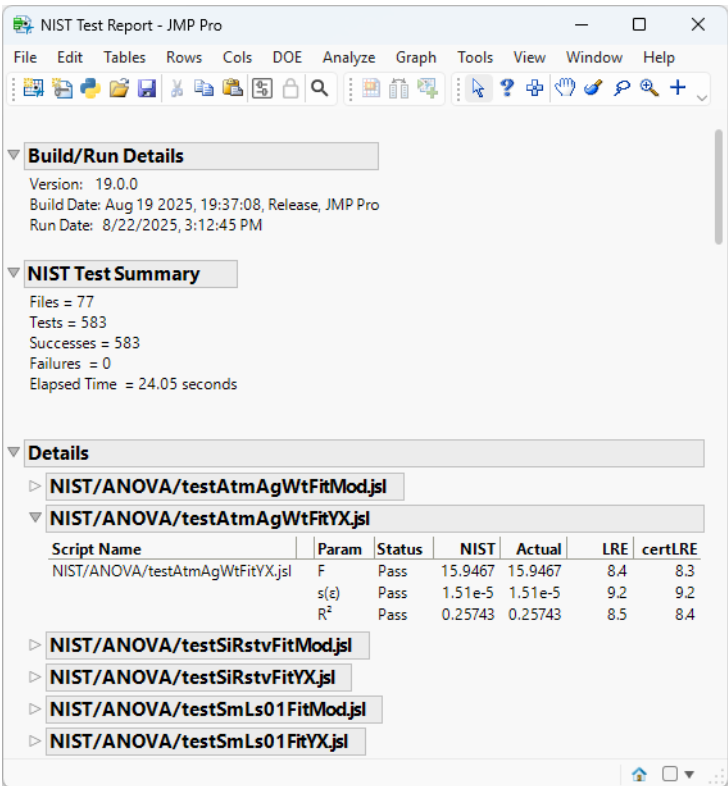 NIST Test Report - JMP Pro
File Edit Tables Rows Cols DOE Analyze Graph Tools View Window Help
Build/Run Details
Version: 19.0.0
Build Date: Aug 19 2025, 19:37:08, Release, JMP Pro
Run Date: 8/22/2025, 3:12:45 PM
NIST Test Summary
Files = 77
Tests = 583
Successes = 583
Failures = 0
Elapsed Time = 24.05 seconds
Details
NIST/ANOVA/testAtmAgWtFitMod.jsl
NIST/ANOVA/testAtmAgWtFitYX.jsl
Script Name Param Status NIST Actual LRE certLRE
NIST/ANOVA/testAtmAgWtFitYX.jsl F Pass 15.9467 15.9467 8.4 8.3
s(ε) Pass 1.51e-5 1.51e-5 9.2 9.2
R² Pass 0.25743 0.25743 8.5 8.4
NIST/ANOVA/testSiRstvFitMod.jsl
NIST/ANOVA/testSiRstvFitYX.jsl
NIST/ANOVA/testSmLs01FitMod.jsl
NIST/ANOVA/testSmLs01FitYX.jsl